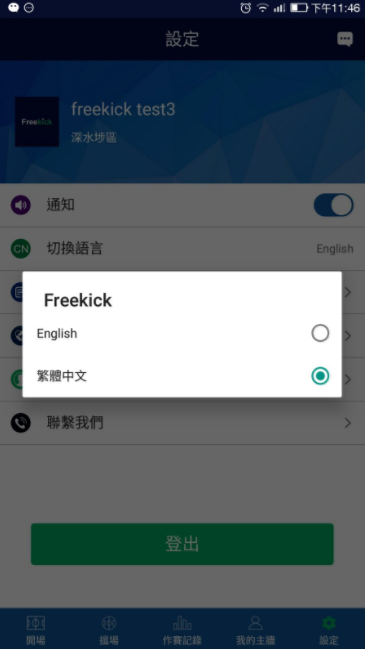 下午11:46
設定
Freekick
freekick test3
深水埗區
通知
CN 切換語言 English
Freekick
English
繁體中文
聯繫我們
登出
開場 搵場 作賽記錄 我的主牆 設定